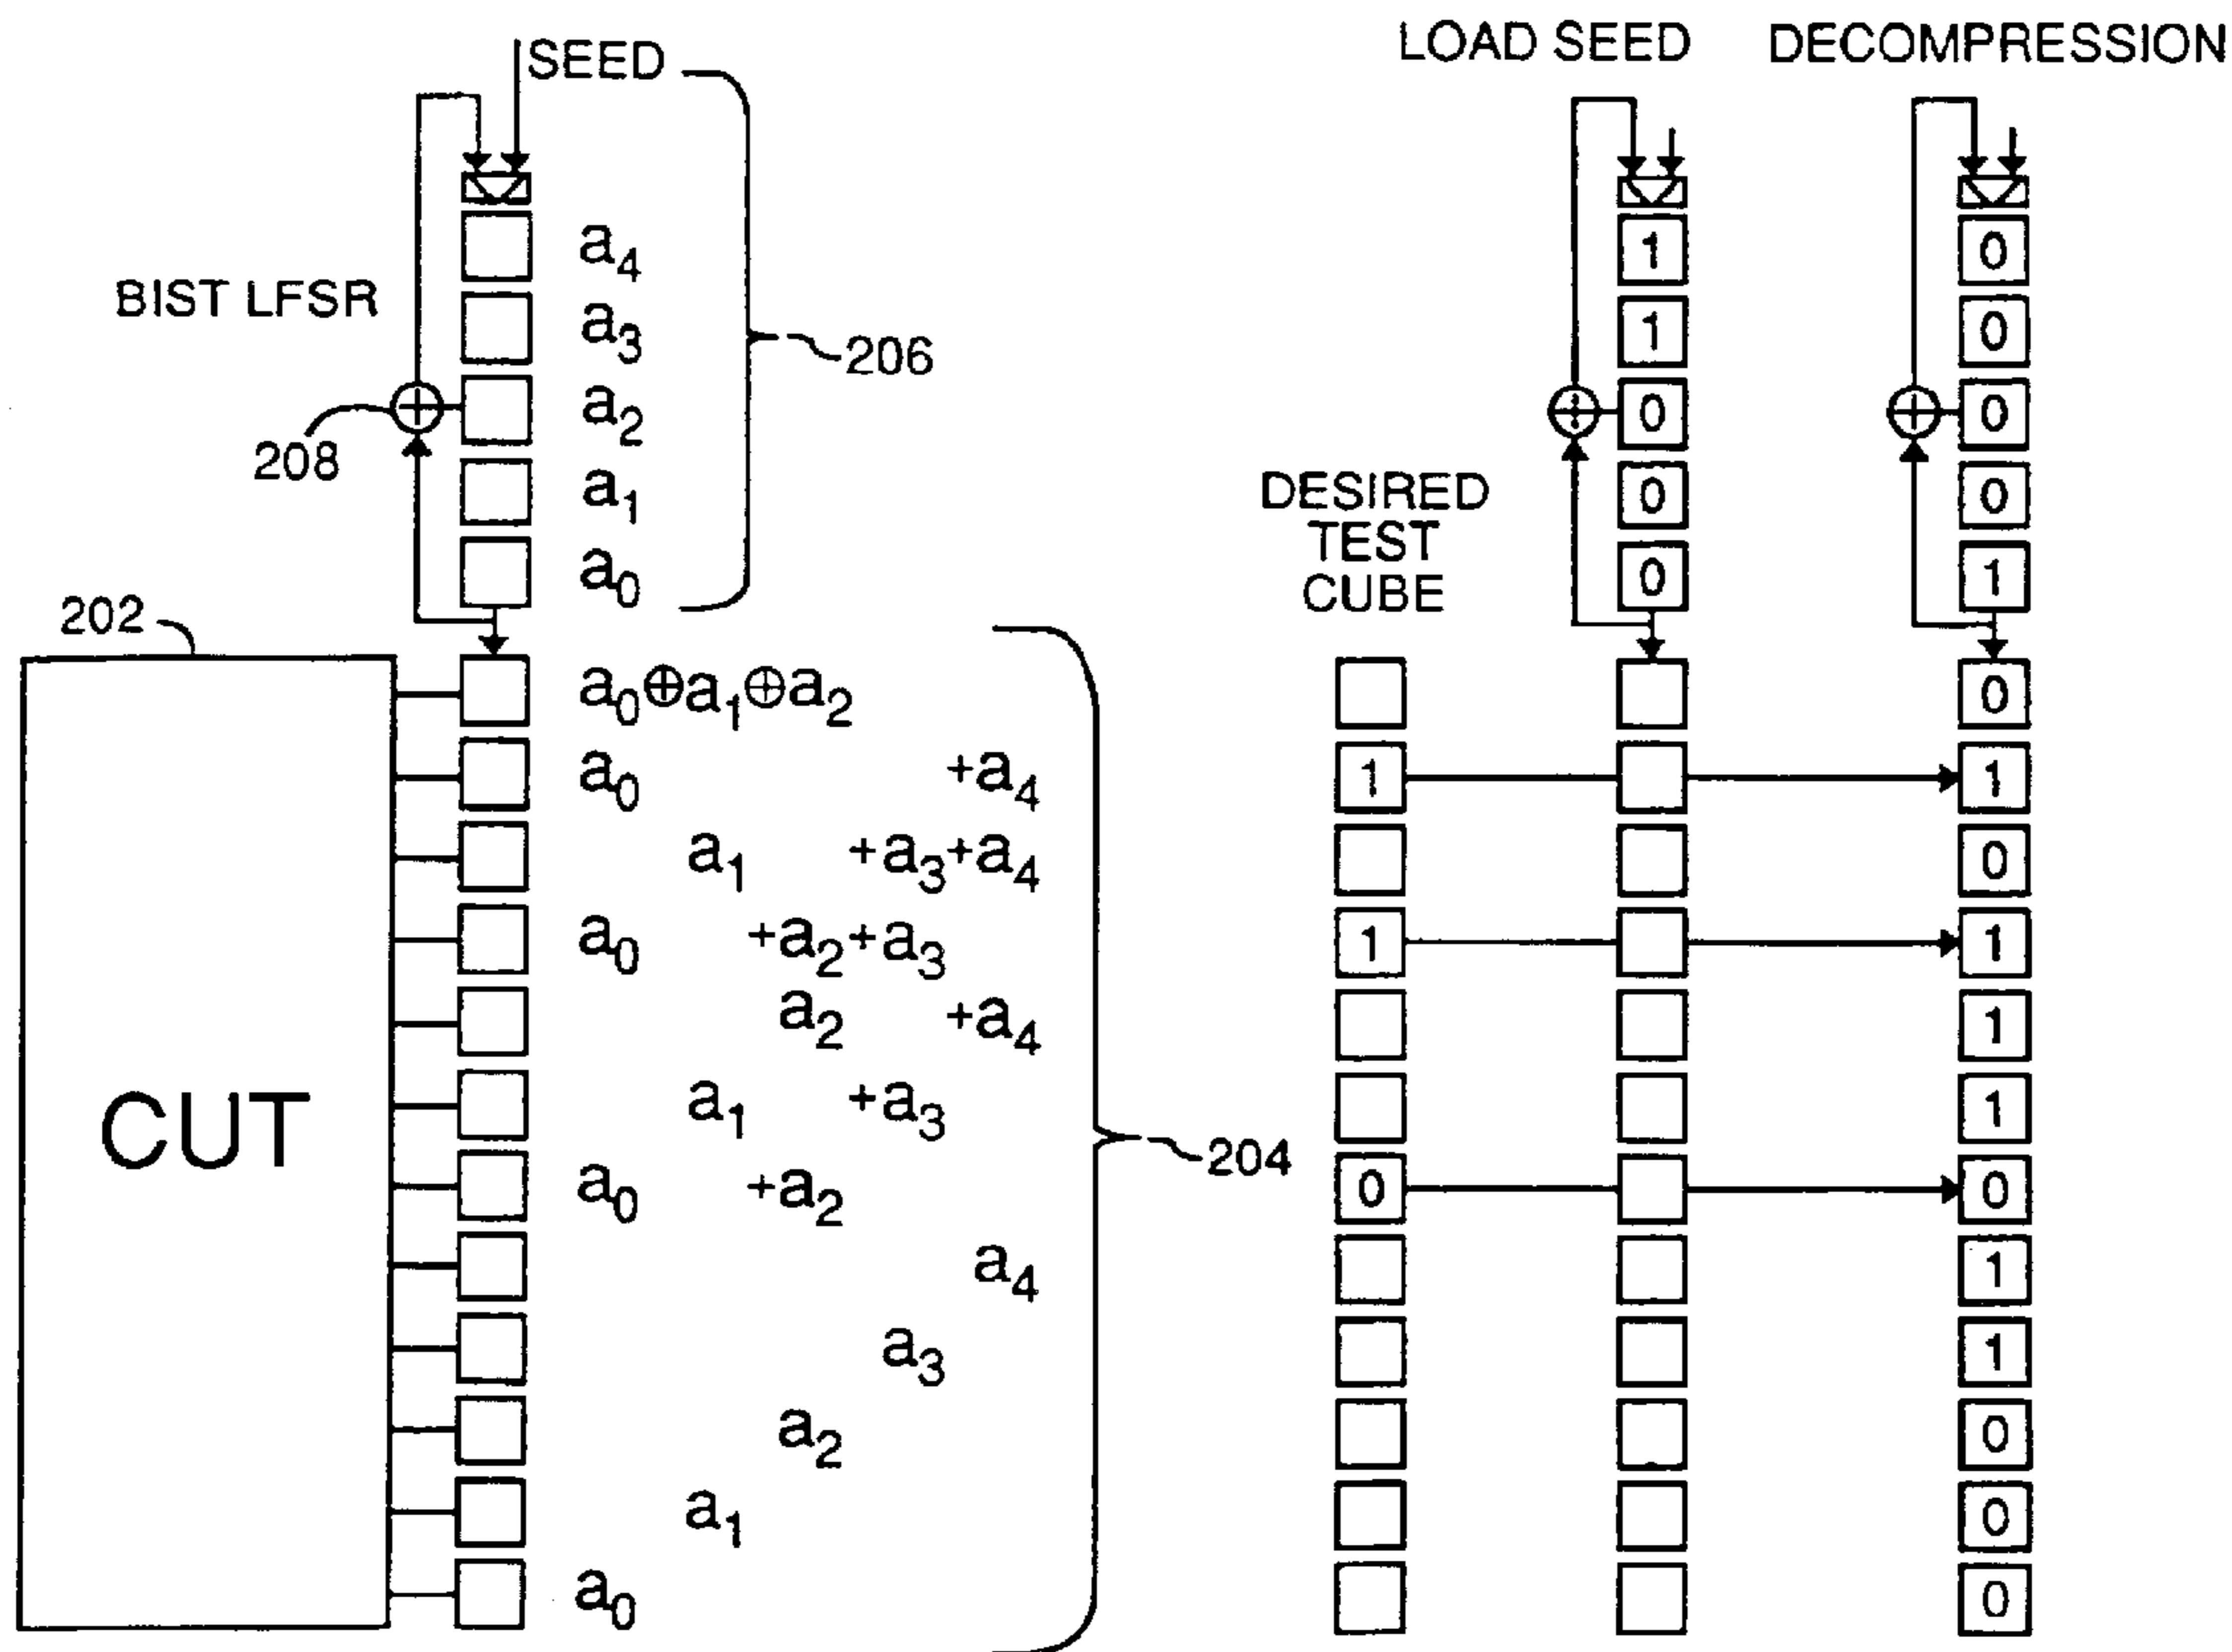 SEED
LOAD SEED
DECOMPRESSION
BIST LFSR
208
a₄
a₃
a₂
a₁
a₀
206
202
CUT
a₀⊕a₁⊕a₂
a₀ +a₄
a₁ +a₃+a₄
a₀ +a₂+a₃
a₂ +a₄
a₁ +a₃
a₀ +a₂
a₄
a₃
a₂
a₁
a₀
204
DESIRED
TEST
CUBE
1
1
0
1
1
0
0
0
0
0
0
0
1
0
1
0
1
1
1
0
1
1
0
0
0